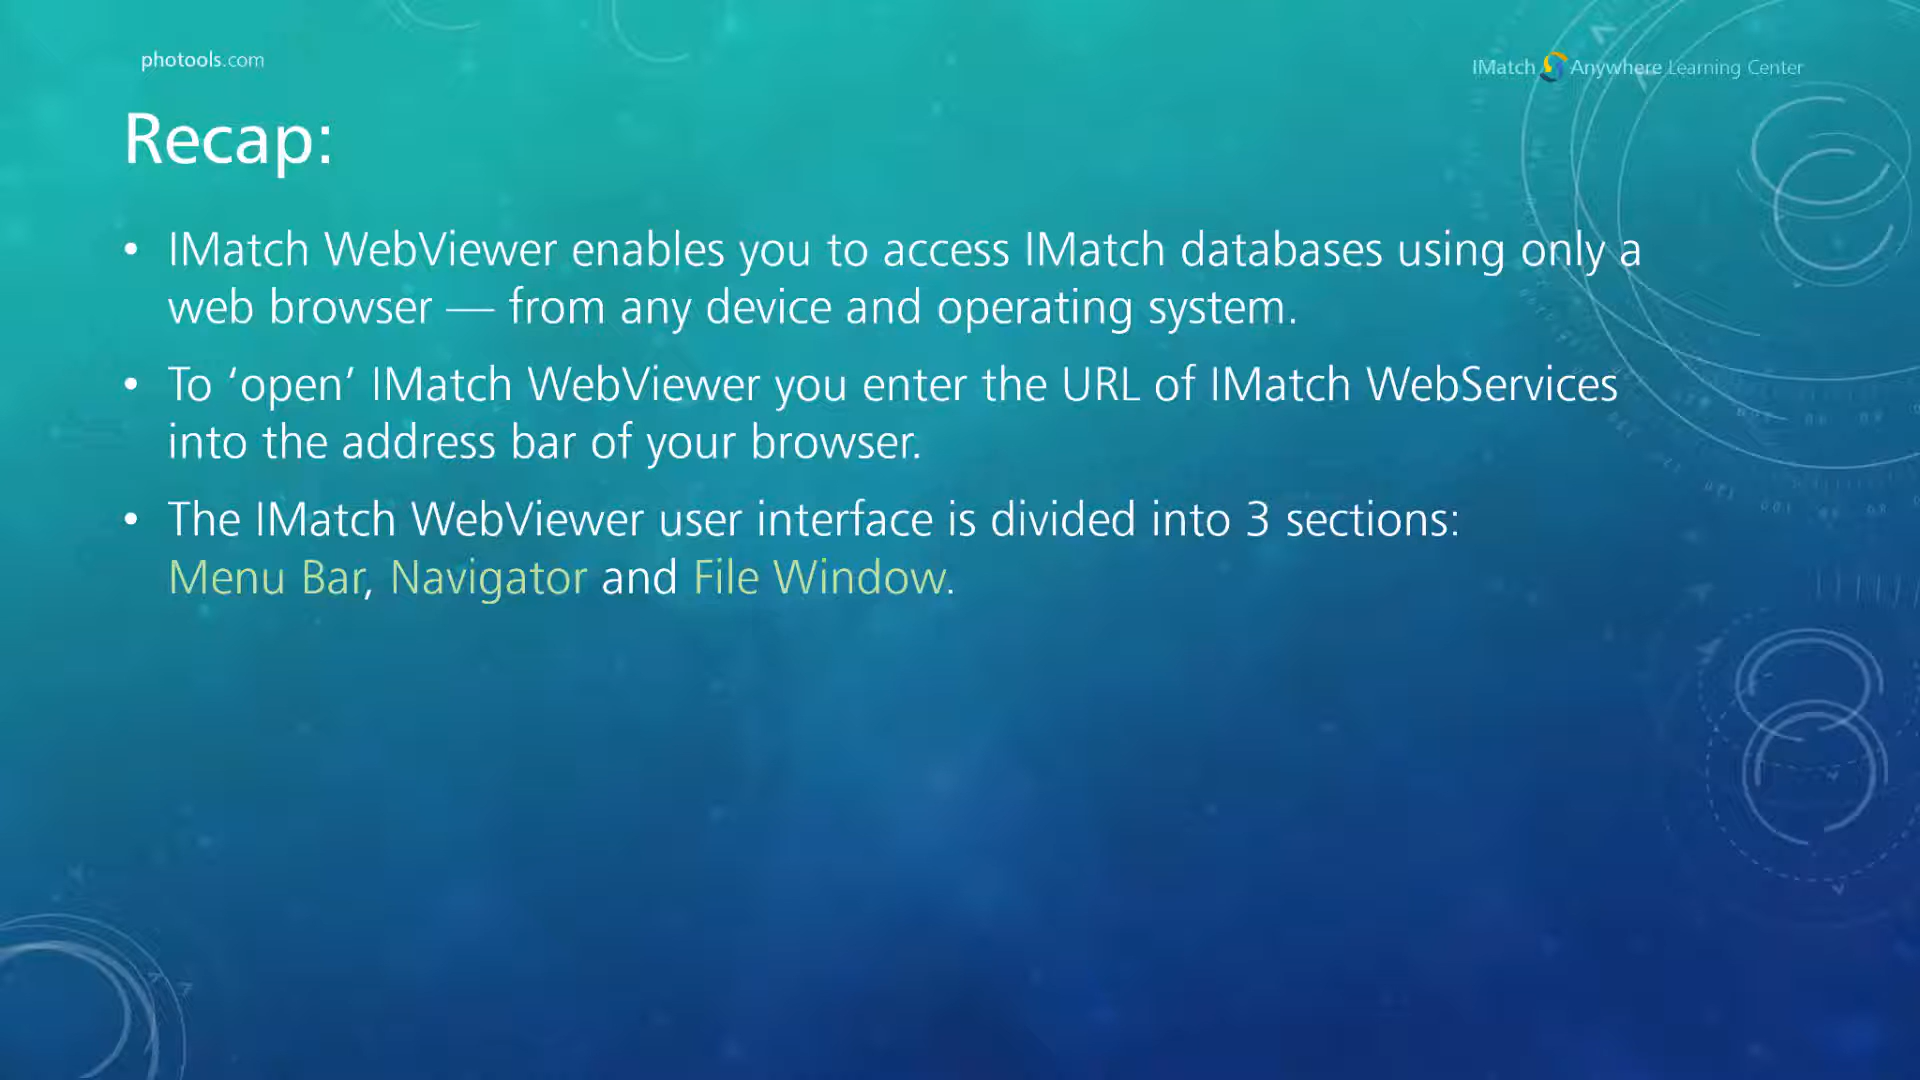 photools.com
IMatch Anywhere Learning Center
Recap:
• IMatch WebViewer enables you to access IMatch databases using only a
web browser — from any device and operating system.
• To ‘open’ IMatch WebViewer you enter the URL of IMatch WebServices
into the address bar of your browser.
• The IMatch WebViewer user interface is divided into 3 sections:
Menu Bar, Navigator and File Window.